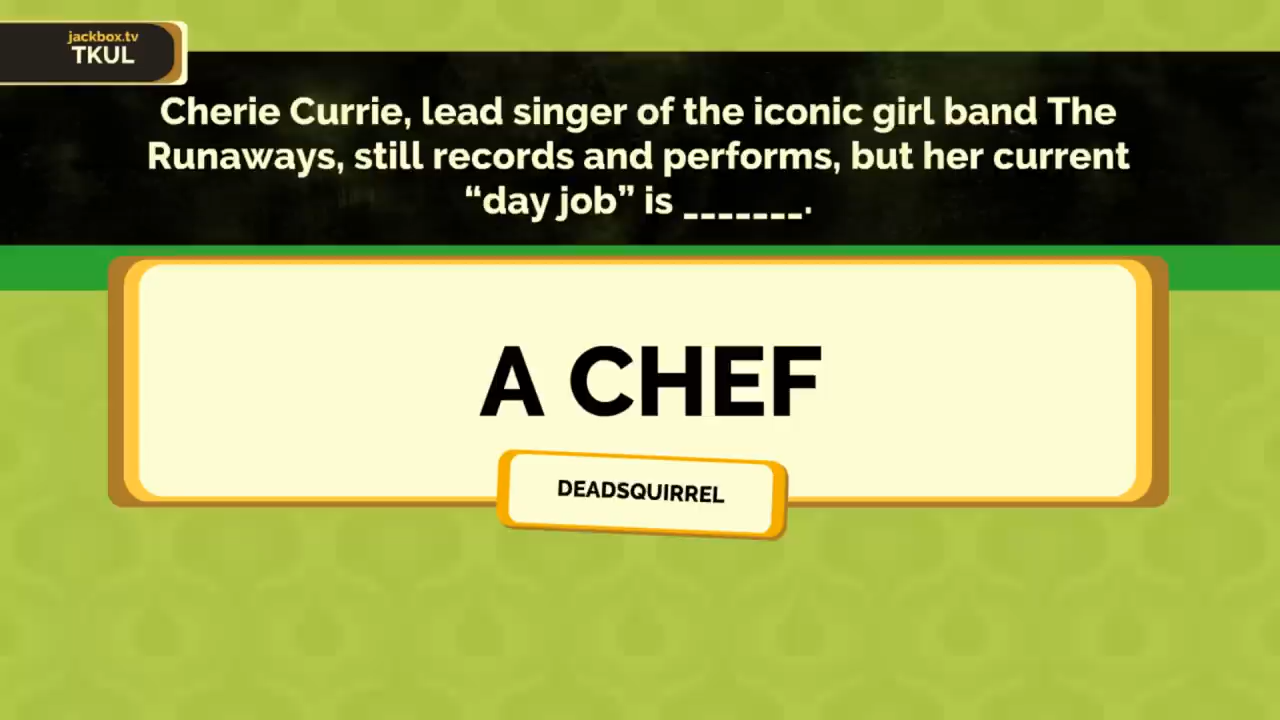 jackbox.tv
TKUL
Cherie Currie, lead singer of the iconic girl band The
Runaways, still records and performs, but her current
“day job” is _______.
A CHEF
DEADSQUIRREL